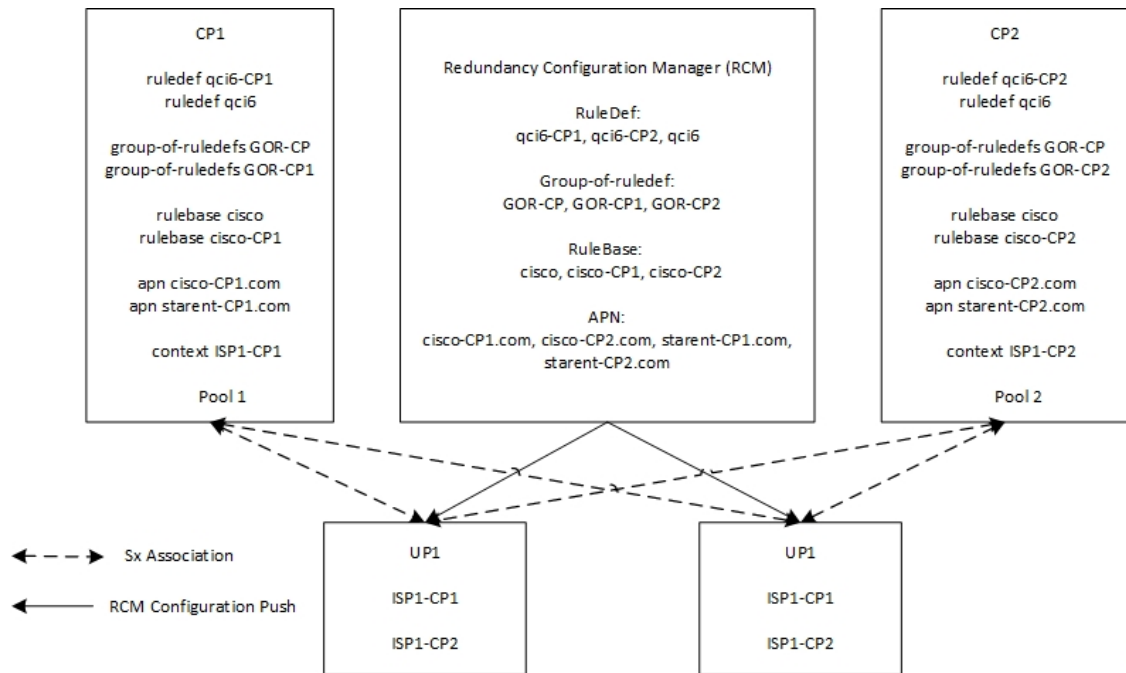 CP1
ruledef qci6-CP1
ruledef qci6
group-of-ruledefs GOR-CP
group-of-ruledefs GOR-CP1
rulebase cisco
rulebase cisco-CP1
apn cisco-CP1.com
apn starent-CP1.com
context ISP1-CP1
Pool 1
Redundancy Configuration Manager (RCM)
RuleDef:
qci6-CP1, qci6-CP2, qci6
Group-of-ruledef:
GOR-CP, GOR-CP1, GOR-CP2
RuleBase:
cisco, cisco-CP1, cisco-CP2
APN:
cisco-CP1.com, cisco-CP2.com, starent-CP1.com,
starent-CP2.com
CP2
ruledef qci6-CP2
ruledef qci6
group-of-ruledefs GOR-CP
group-of-ruledefs GOR-CP2
rulebase cisco
rulebase cisco-CP2
apn cisco-CP2.com
apn starent-CP2.com
context ISP1-CP2
Pool 2
Sx Association
RCM Configuration Push
UP1
ISP1-CP1
ISP1-CP2
UP1
ISP1-CP1
ISP1-CP2